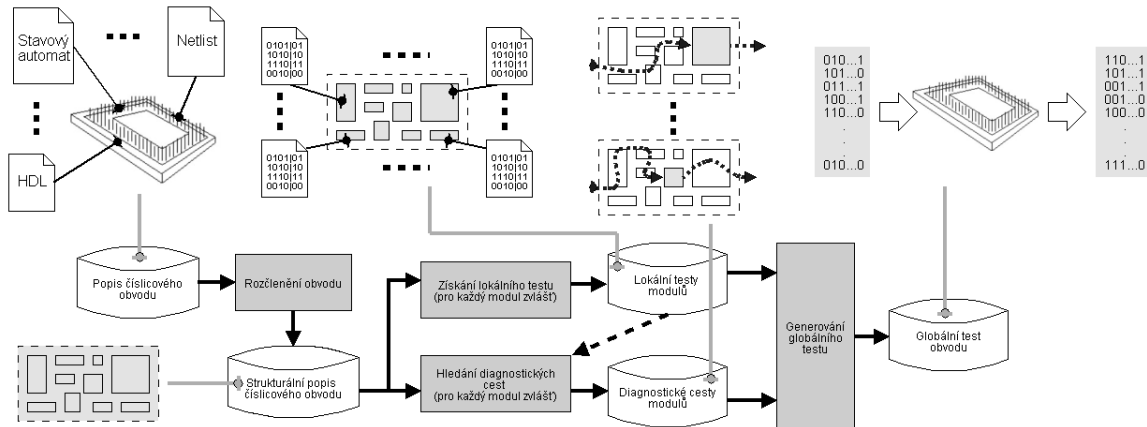 Stavový
automat
Netlist
HDL
0101|01
1010|10
1110|11
0010|00
0101|01
1010|10
1110|11
0010|00
0101|01
1010|10
1110|11
0010|00
0101|01
1010|10
1110|11
0010|00
010...1
101...0
011...1
100...1
110...0
.
.
.
010...0
110...1
101...0
001...1
001...0
100...0
.
.
.
111...0
Popis číslicového
obvodu
Rozčlenění obvodu
Získání lokálního testu
(pro každý modul zvlášť)
Lokální testy
modulů
Generování
globálního
testu
Globální test
obvodu
Strukturální popis
číslicového obvodu
Hledání diagnostických
cest
(pro každý modul zvlášť)
Diagnostické cesty
modulů